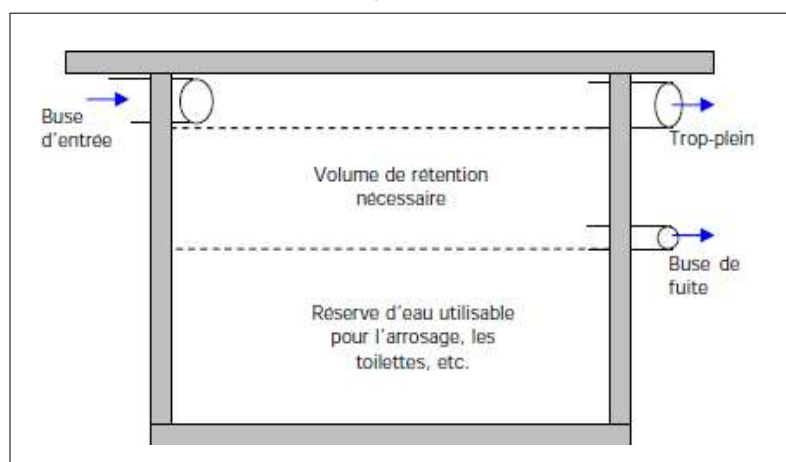 Buse
d'entrée
Trop-plein
Volume de rétention
nécessaire
Buse de
fuite
Réserve d'eau utilisable
pour l'arrosage, les
toilettes, etc.